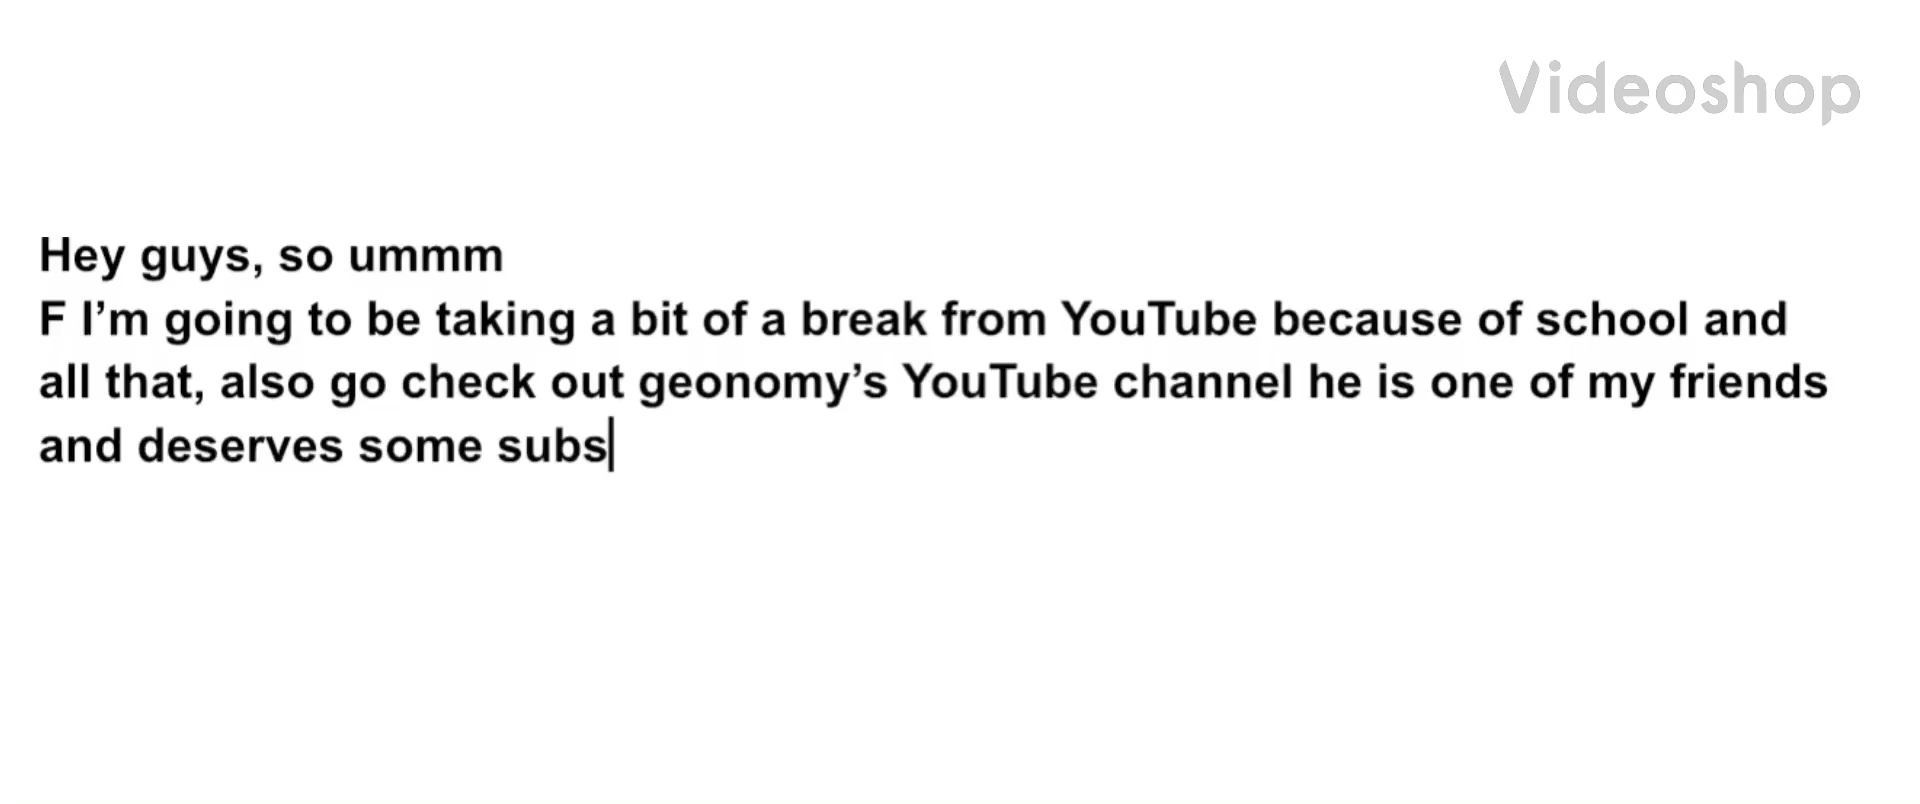 Videoshop
Hey guys, so ummm
F I’m going to be taking a bit of a break from YouTube because of school and
all that, also go check out geonomy’s YouTube channel he is one of my friends
and deserves some subs